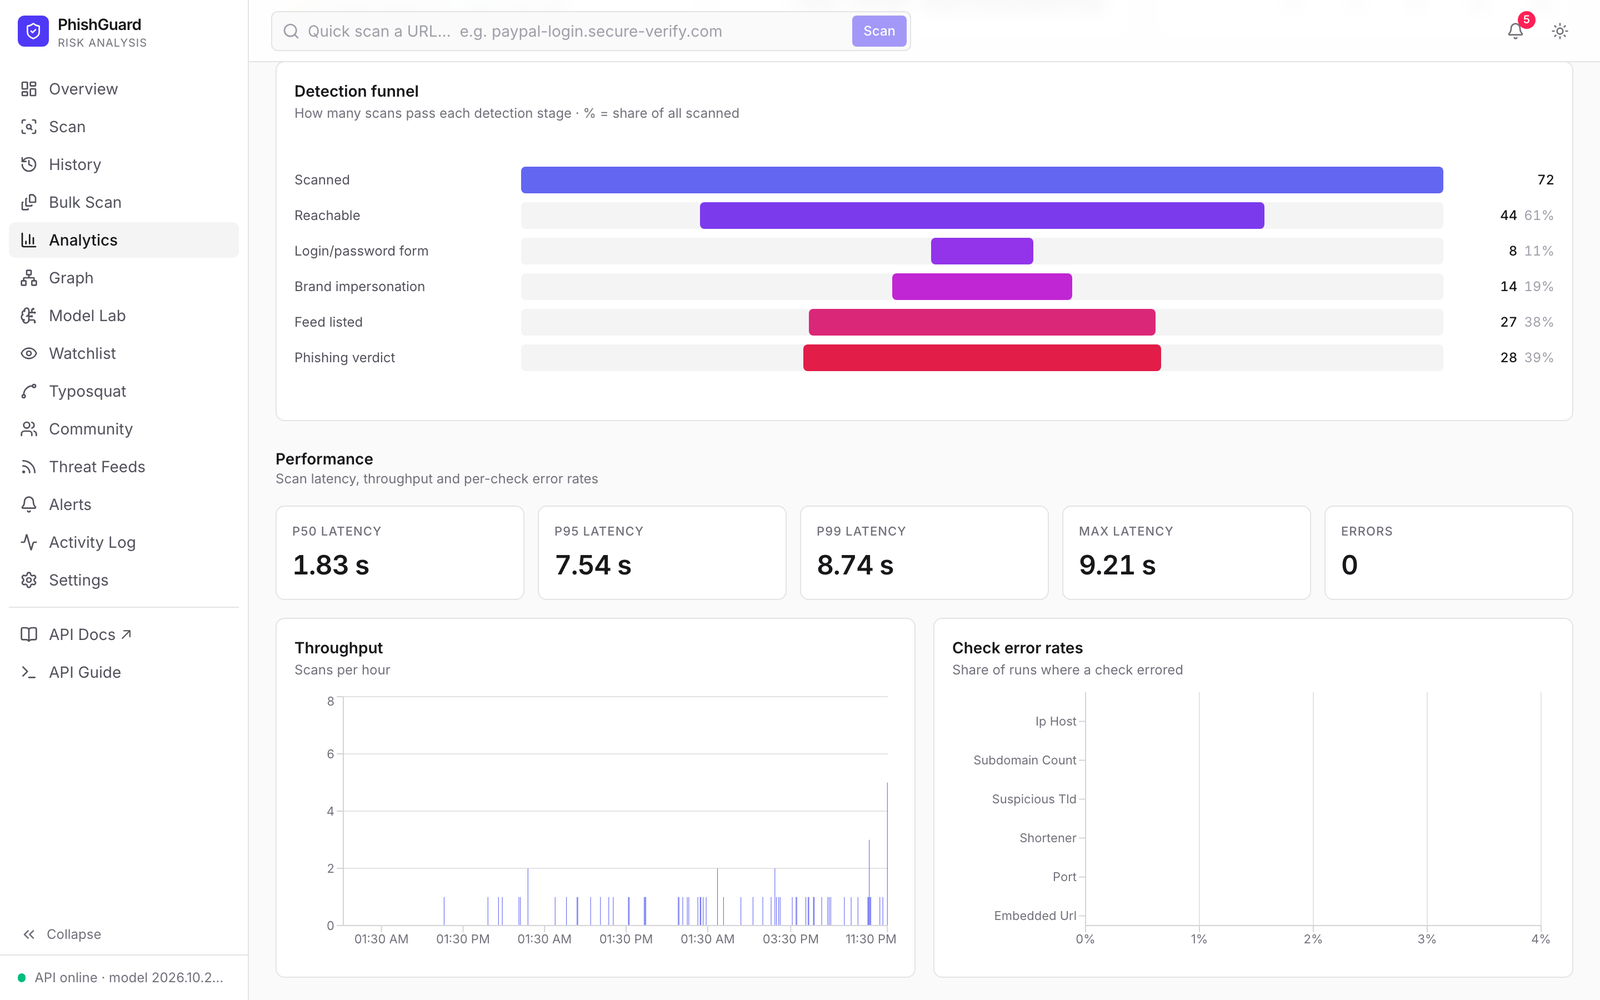 PhishGuard
RISK ANALYSIS
Quick scan a URL... e.g. paypal-login.secure-verify.com
Scan
5
Overview
Scan
History
Bulk Scan
Analytics
Graph
Model Lab
Watchlist
Typosquat
Community
Threat Feeds
Alerts
Activity Log
Settings
API Docs ↗
API Guide
Collapse
API online · model 2026.10.2...
Detection funnel
How many scans pass each detection stage · % = share of all scanned
Scanned 72
Reachable 44 61%
Login/password form 8 11%
Brand impersonation 14 19%
Feed listed 27 38%
Phishing verdict 28 39%
Performance
Scan latency, throughput and per-check error rates
P50 LATENCY
1.83 s
P95 LATENCY
7.54 s
P99 LATENCY
8.74 s
MAX LATENCY
9.21 s
ERRORS
0
Throughput
Scans per hour
8
6
4
2
0
01:30 AM 01:30 PM 01:30 AM 01:30 PM 01:30 AM 03:30 PM 11:30 PM
Check error rates
Share of runs where a check errored
Ip Host
Subdomain Count
Suspicious Tld
Shortener
Port
Embedded Url
0% 1% 2% 3% 4%